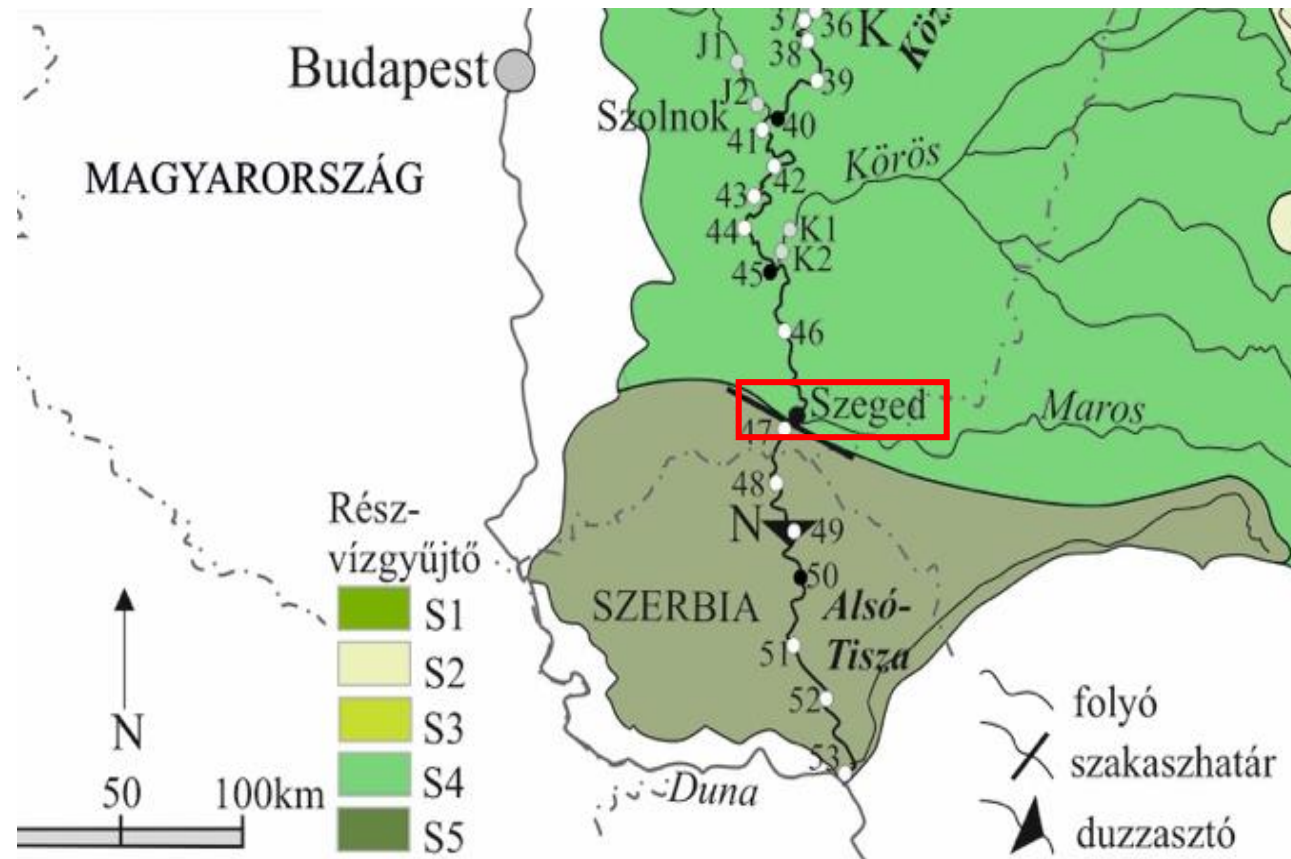 37
36
K
Köz
J1
38
Budapest
39
J2
Szolnok
40
41
Körös
42
MAGYARORSZÁG
43
44
K1
K2
45
46
Szeged
Maros
47
48
Rész-
vízgyűjtő
N
49
50
S1
SZERBIA
Alsó-
Tisza
51
S2
52
folyó
N
S3
53
szakaszhatár
50
100km
S4
Duna
S5
duzzasztó